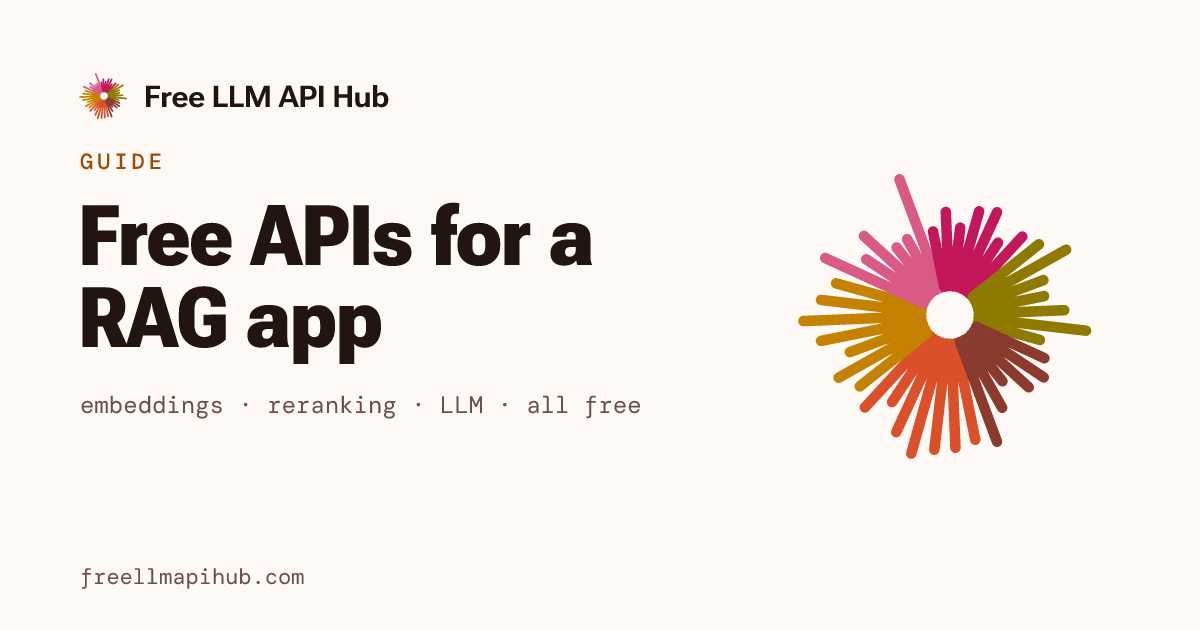 Free LLM API Hub
GUIDE
Free APIs for a
RAG app
embeddings · reranking · LLM · all free
freellmapihub.com